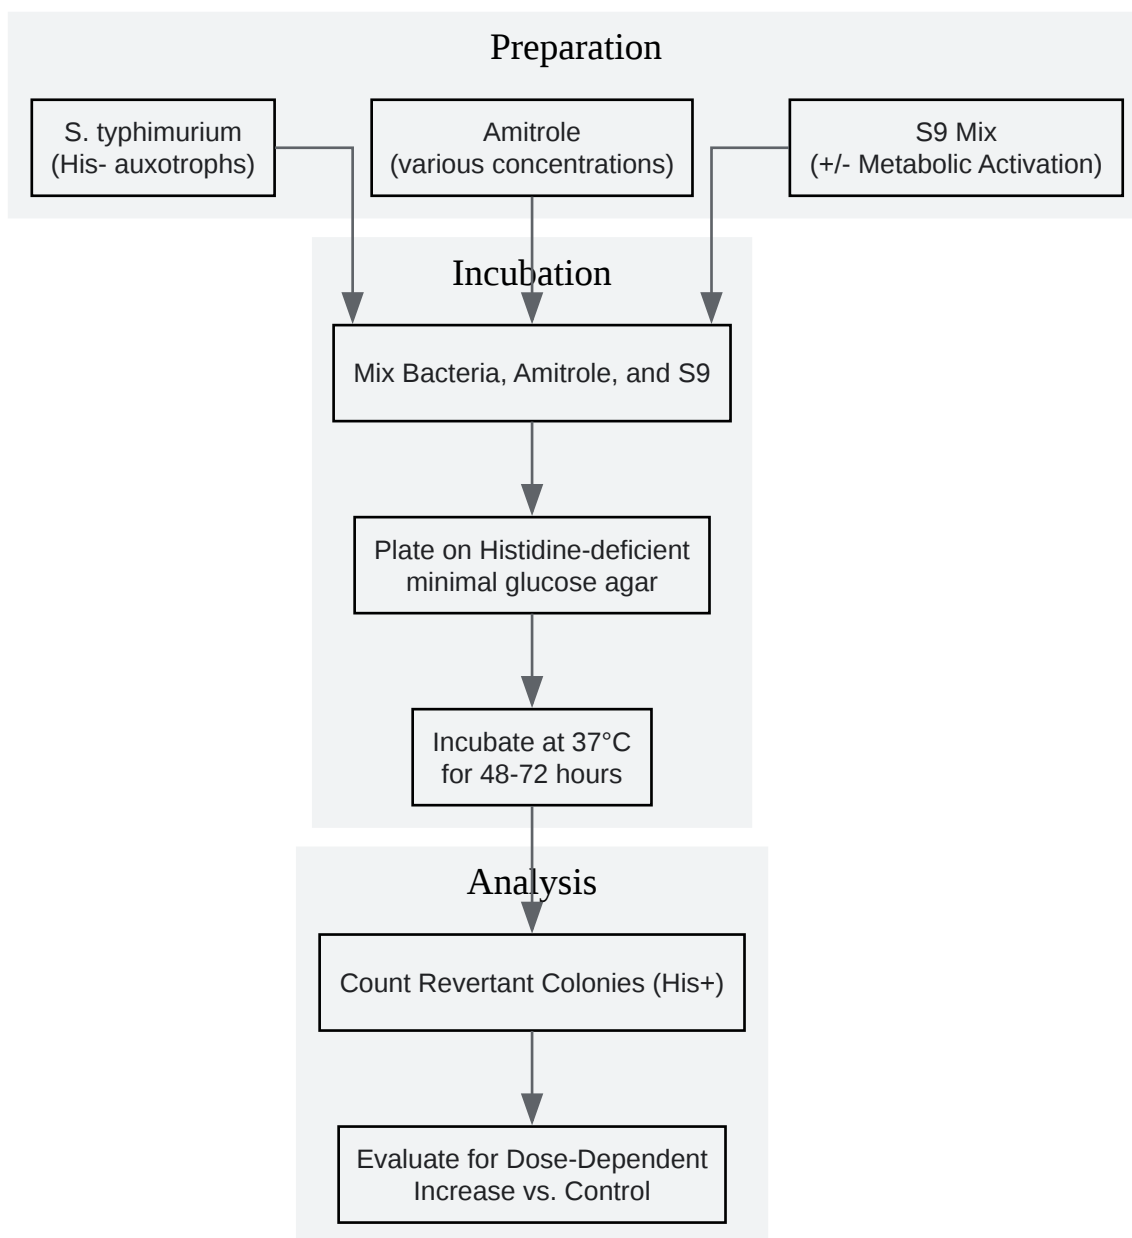 Preparation
S. typhimurium
(His- auxotrophs)
Amitrole
(various concentrations)
S9 Mix
(+/- Metabolic Activation)
Incubation
Mix Bacteria, Amitrole, and S9
Plate on Histidine-deficient
minimal glucose agar
Incubate at 37°C
for 48-72 hours
Analysis
Count Revertant Colonies (His+)
Evaluate for Dose-Dependent
Increase vs. Control